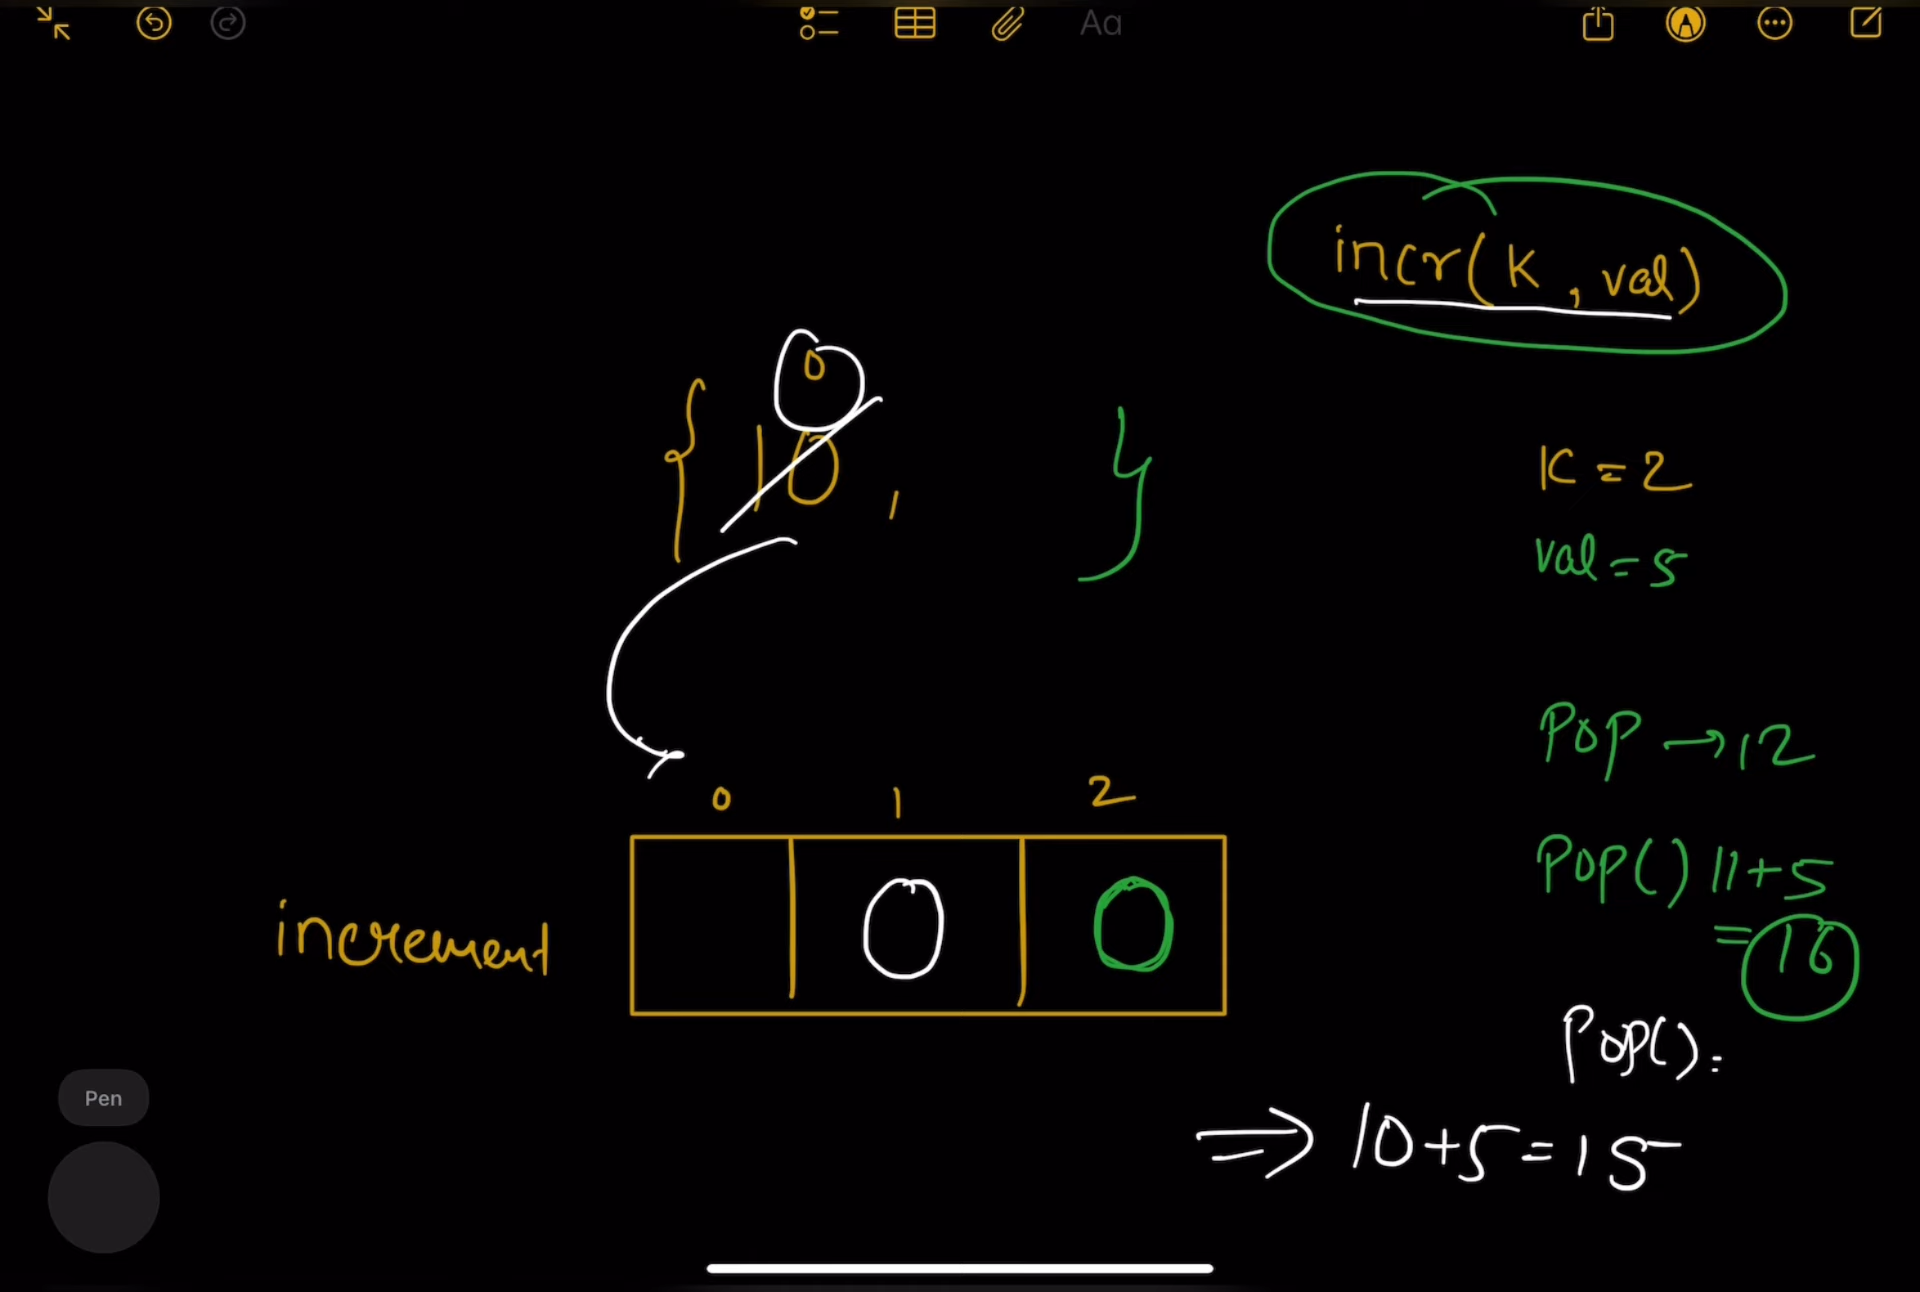 Aa
incr(K, val)
0
{ 10, }
K = 2
val = 5
Pop → 12
0 1 2
Pop() 11+5
= 16
increment 0 0
Pop():
⇒ 10+5=15
Pen